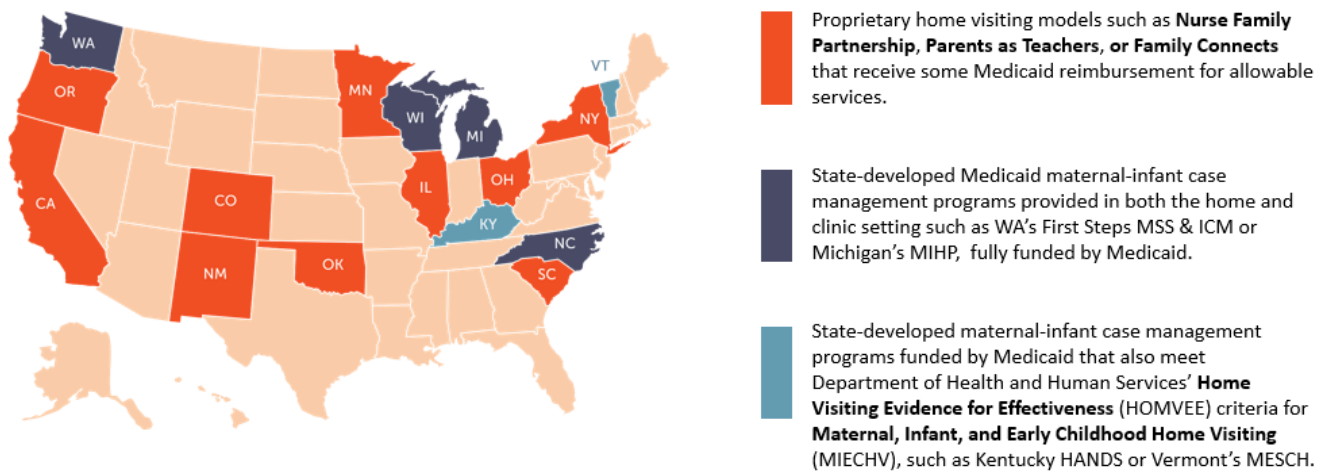 WA
OR
CA
CO
NM
OK
MN
WI
MI
IL
OH
KY
NC
SC
NY
VT
Proprietary home visiting models such as Nurse Family
Partnership, Parents as Teachers, or Family Connects
that receive some Medicaid reimbursement for allowable
services.
State-developed Medicaid maternal-infant case
management programs provided in both the home and
clinic setting such as WA's First Steps MSS & ICM or
Michigan's MIHP, fully funded by Medicaid.
State-developed maternal-infant case management
programs funded by Medicaid that also meet
Department of Health and Human Services' Home
Visiting Evidence for Effectiveness (HOMVEE) criteria for
Maternal, Infant, and Early Childhood Home Visiting
(MIECHV), such as Kentucky HANDS or Vermont's MESCH.